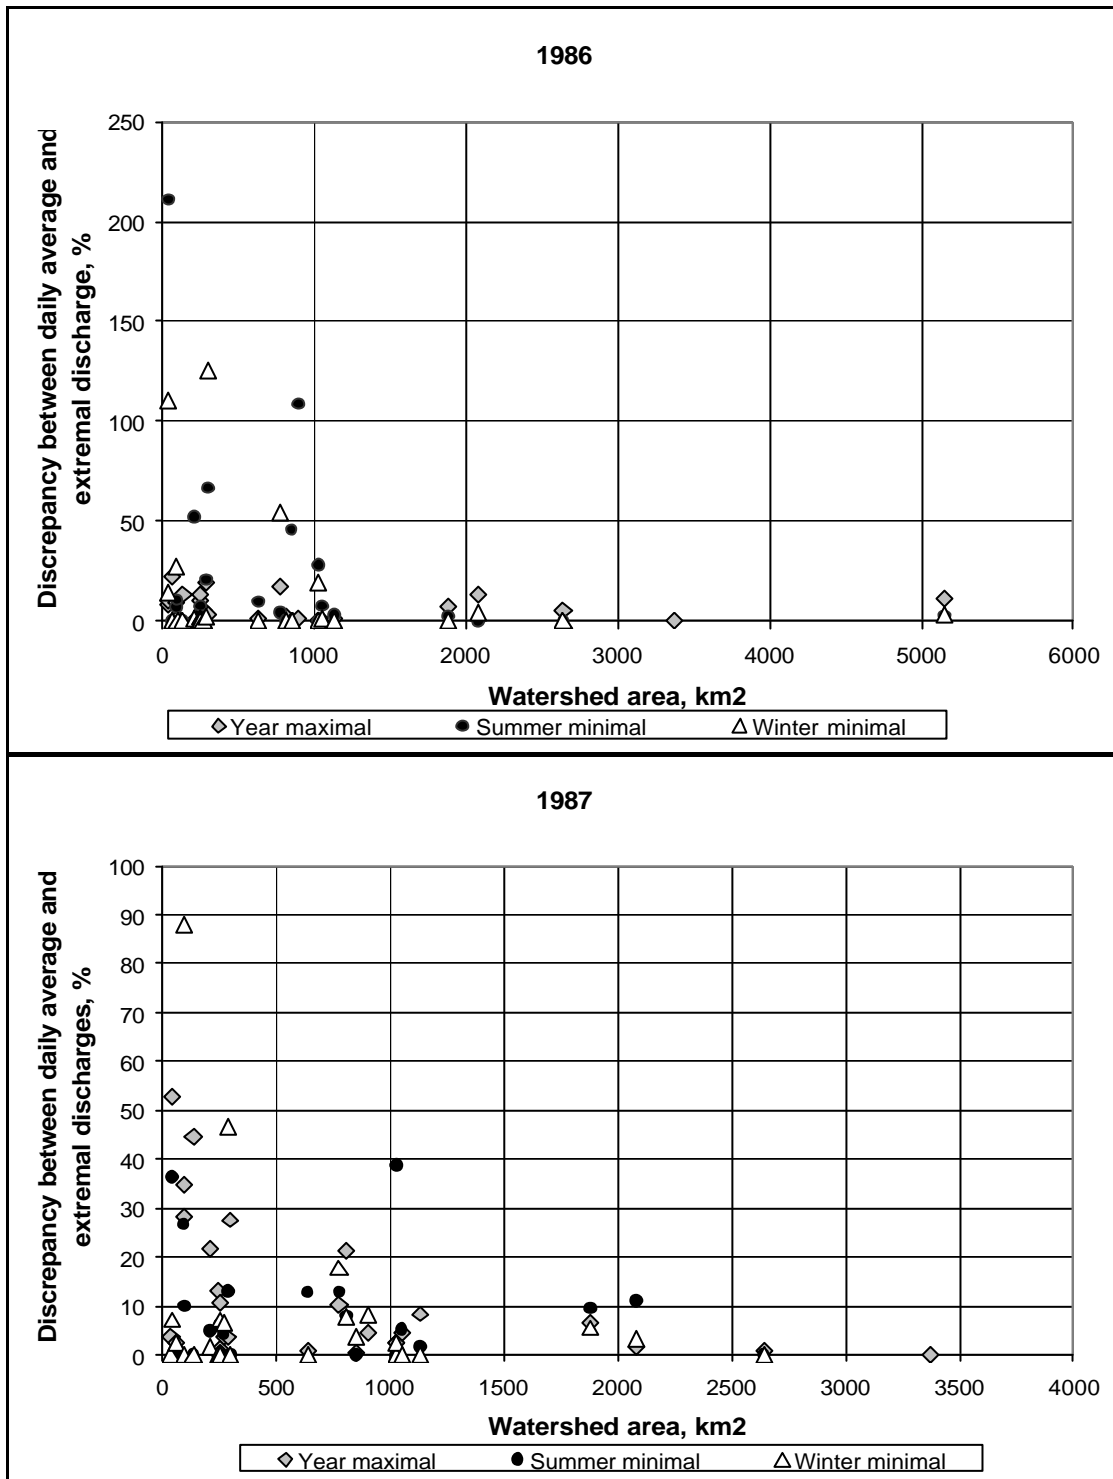 1986
Discrepancy between daily average and
extremal discharge, %
250
200
150
100
50
0
0 1000 2000 3000 4000 5000 6000
Watershed area, km2
Year maximal Summer minimal Winter minimal
1987
Discrepancy between daily average and
extremal discharges, %
100
90
80
70
60
50
40
30
20
10
0
0 500 1000 1500 2000 2500 3000 3500 4000
Watershed area, km2
Year maximal Summer minimal Winter minimal